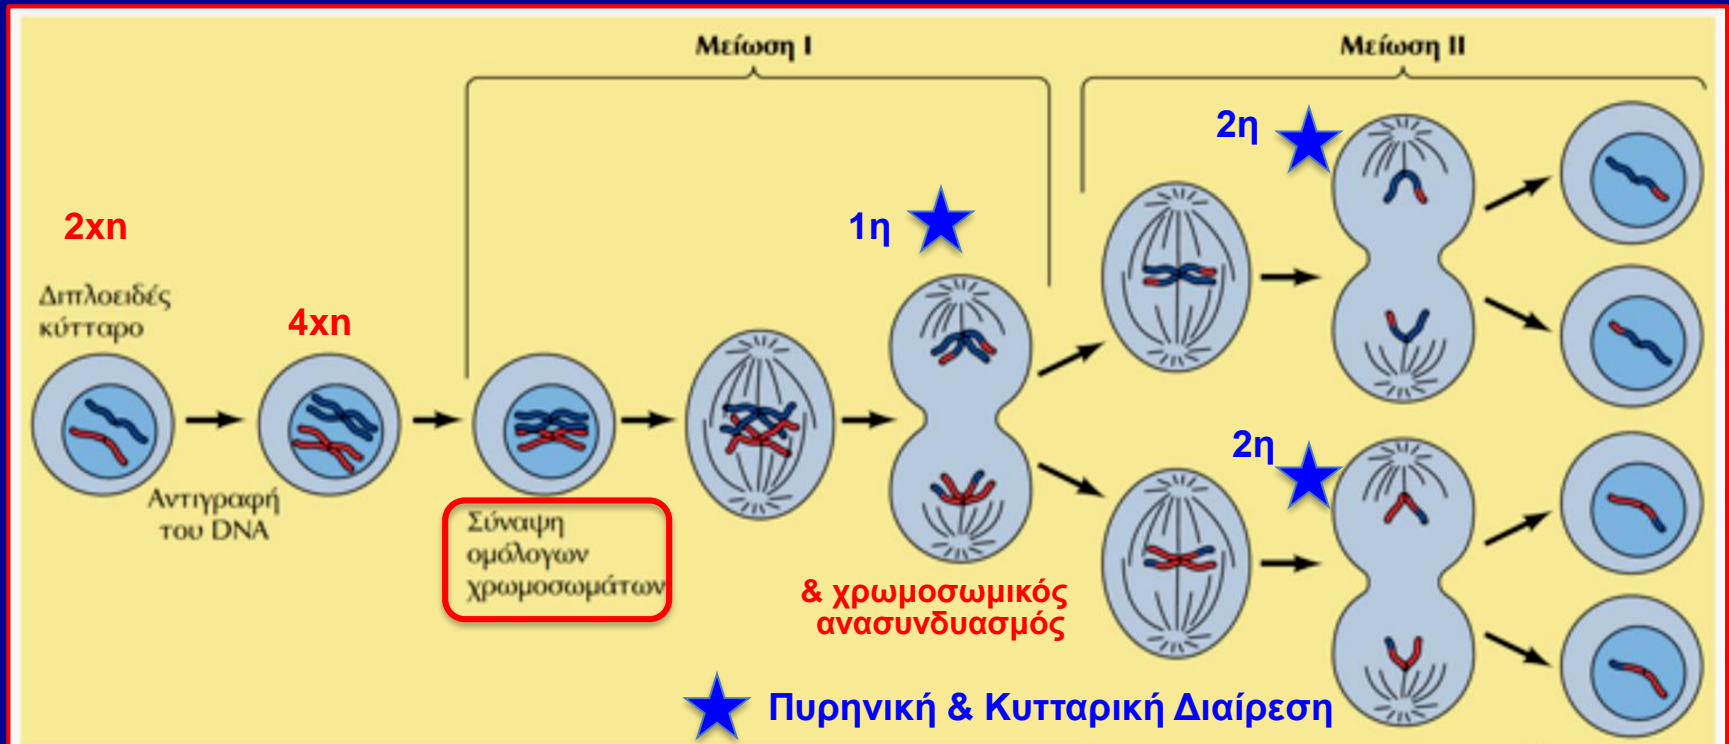 Μείωση I
Μείωση II
2η
2xn
1η
Διπλοειδές
κύτταρο
4xn
2η
Αντιγραφή
του DNA
Σύναψη
ομόλογων
χρωμοσωμάτων
& χρωμοσωμικός
ανασυνδυασμός
Πυρηνική & Κυτταρική Διαίρεση